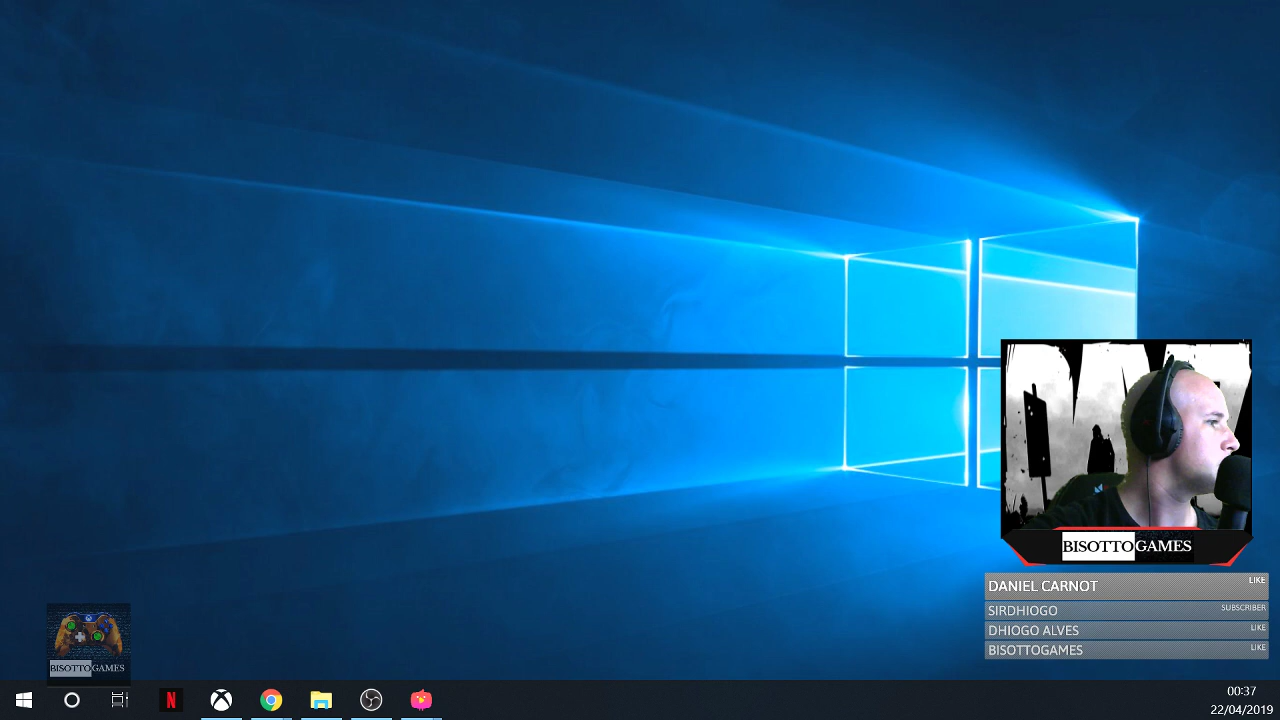 BISOTTOGAMES
DANIEL CARNOT LIKE
SIRDHIOGO SUBSCRIBER
DHIOGO ALVES LIKE
BISOTTOGAMES LIKE
BISOTTOGAMES
N
00:37
22/04/2019